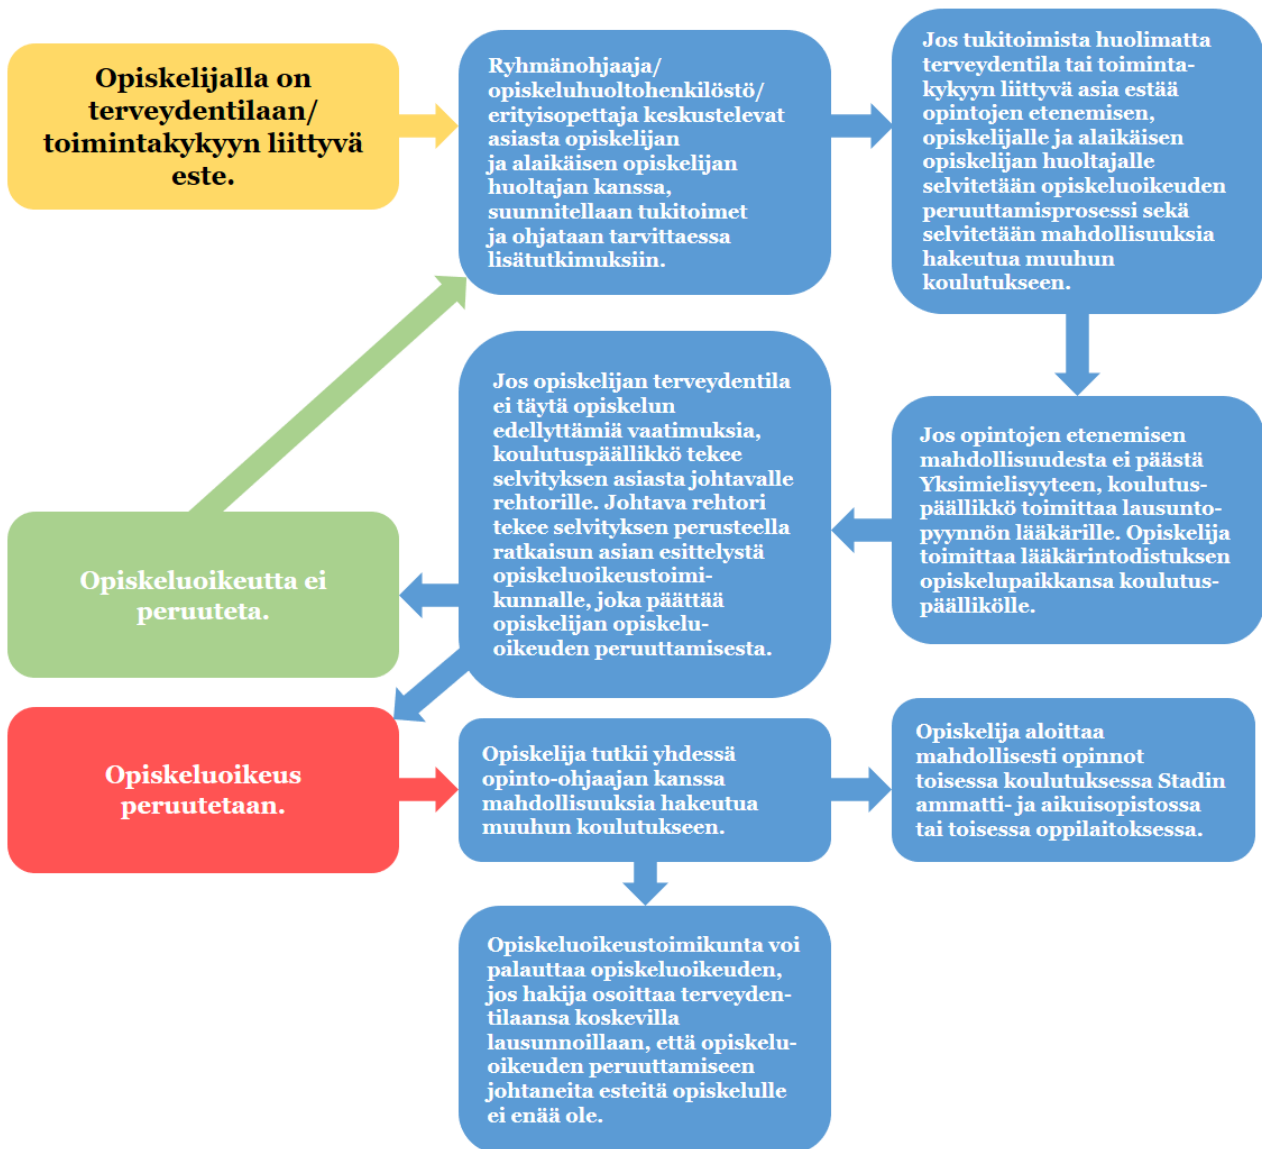 Opiskelijalla on
terveydentilaan/
toimintakykyyn liittyvä
este.
Ryhmänohjaaja/
opiskeluhuoltohenkilöstö/
erityisopettaja keskustelevat
asiasta opiskelijan
ja alaikäisen opiskelijan
huoltajan kanssa,
suunnitellaan tukitoimet
ja ohjataan tarvittaessa
lisätutkimuksiin.
Jos tukitoimista huolimatta
terveydentila tai toiminta-
kykyyn liittyvä asia estää
opintojen etenemisen,
opiskelijalle ja alaikäisen
opiskelijan huoltajalle
selvitetään opiskeluoikeuden
peruuttamisprosessi sekä
selvitetään mahdollisuuksia
hakeutua muuhun
koulutukseen.
Jos opintojen etenemisen
mahdollisuudesta ei päästä
Yksimielisyyteen, koulutus-
päällikkö toimittaa lausunto-
pyynnön lääkärille. Opiskelija
toimittaa lääkärintodistuksen
opiskelupaikkansa koulutus-
päällikölle.
Jos opiskelijan terveydentila
ei täytä opiskelun
edellyttämiä vaatimuksia,
koulutuspäällikkö tekee
selvityksen asiasta johtavalle
rehtorille. Johtava rehtori
tekee selvityksen perusteella
ratkaisun asian esittelystä
opiskeluoikeustoimi-
kunnalle, joka päättää
opiskelijan opiskelu-
oikeuden peruuttamisesta.
Opiskeluoikeutta ei
peruuteta.
Opiskeluoikeus
peruutetaan.
Opiskelija tutkii yhdessä
opinto-ohjaajan kanssa
mahdollisuuksia hakeutua
muuhun koulutukseen.
Opiskelija aloittaa
mahdollisesti opinnot
toisessa koulutuksessa Stadin
ammatti- ja aikuisopistossa
tai toisessa oppilaitoksessa.
Opiskeluoikeustoimikunta voi
palauttaa opiskeluoikeuden,
jos hakija osoittaa terveyden-
tilaansa koskevilla
lausunnoillaan, että opiskelu-
oikeuden peruuttamiseen
johtaneita esteitä opiskelulle
ei enää ole.